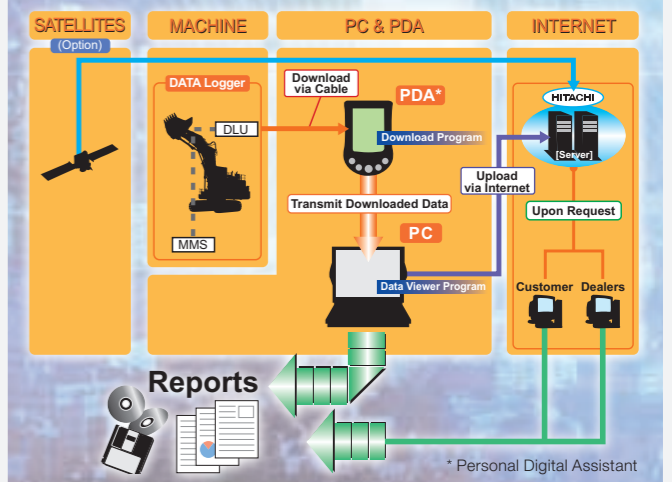 SATELLITES
(Option)
MACHINE
PC & PDA
INTERNET
DATA Logger
DLU
MMS
Download
via Cable
PDA*
Download Program
Transmit Downloaded Data
PC
Data Viewer Program
Upload
via Internet
HITACHI
[Server]
Upon Request
Customer
Dealers
Reports
* Personal Digital Assistant